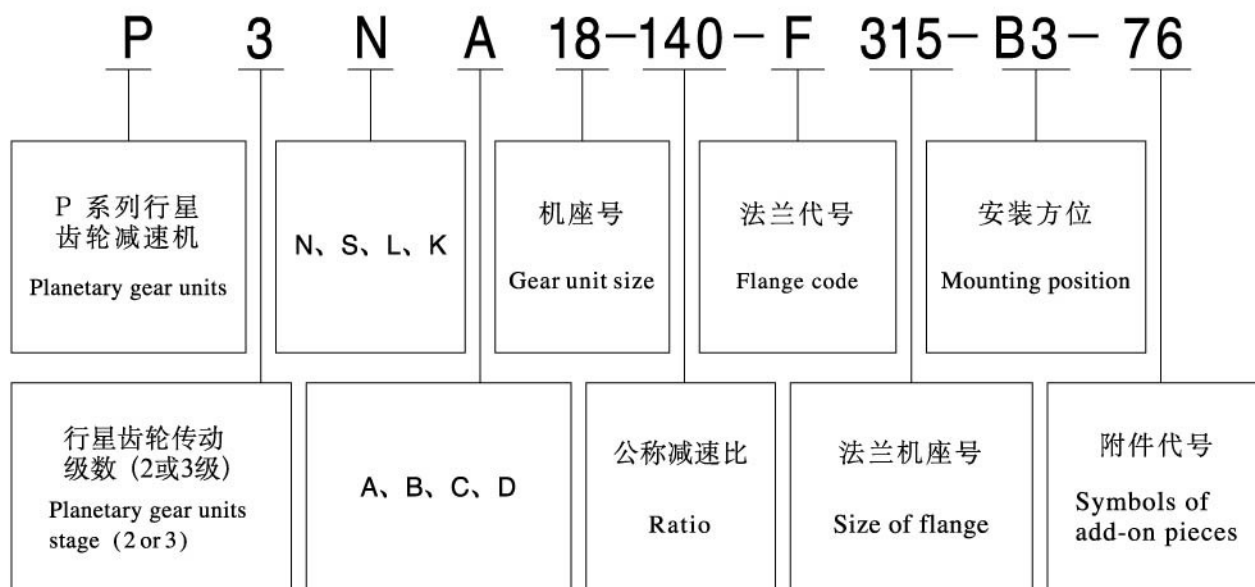 P 3 N A 18-140-F 315-B3-76
P 系列行星
齿轮减速机
Planetary gear units
N、S、L、K
机座号
Gear unit size
法兰代号
Flange code
安装方位
Mounting position
行星齿轮传动
级数 (2或3级)
Planetary gear units
stage (2 or 3)
A、B、C、D
公称减速比
Ratio
法兰机座号
Size of flange
附件代号
Symbols of
add-on pieces